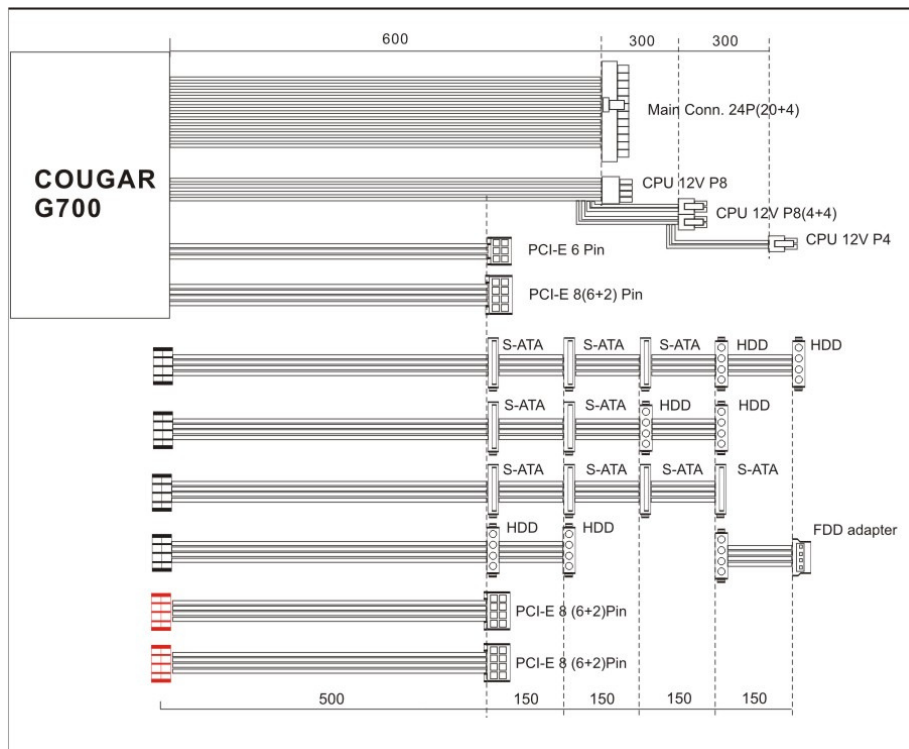 600
300
300
Main Conn. 24P(20+4)
COUGAR
G700
CPU 12V P8
CPU 12V P8(4+4)
CPU 12V P4
PCI-E 6 Pin
PCI-E 8(6+2) Pin
S-ATA
S-ATA
S-ATA
HDD
HDD
S-ATA
S-ATA
HDD
HDD
S-ATA
S-ATA
S-ATA
S-ATA
HDD
HDD
FDD adapter
PCI-E 8 (6+2)Pin
PCI-E 8 (6+2)Pin
500
150
150
150
150